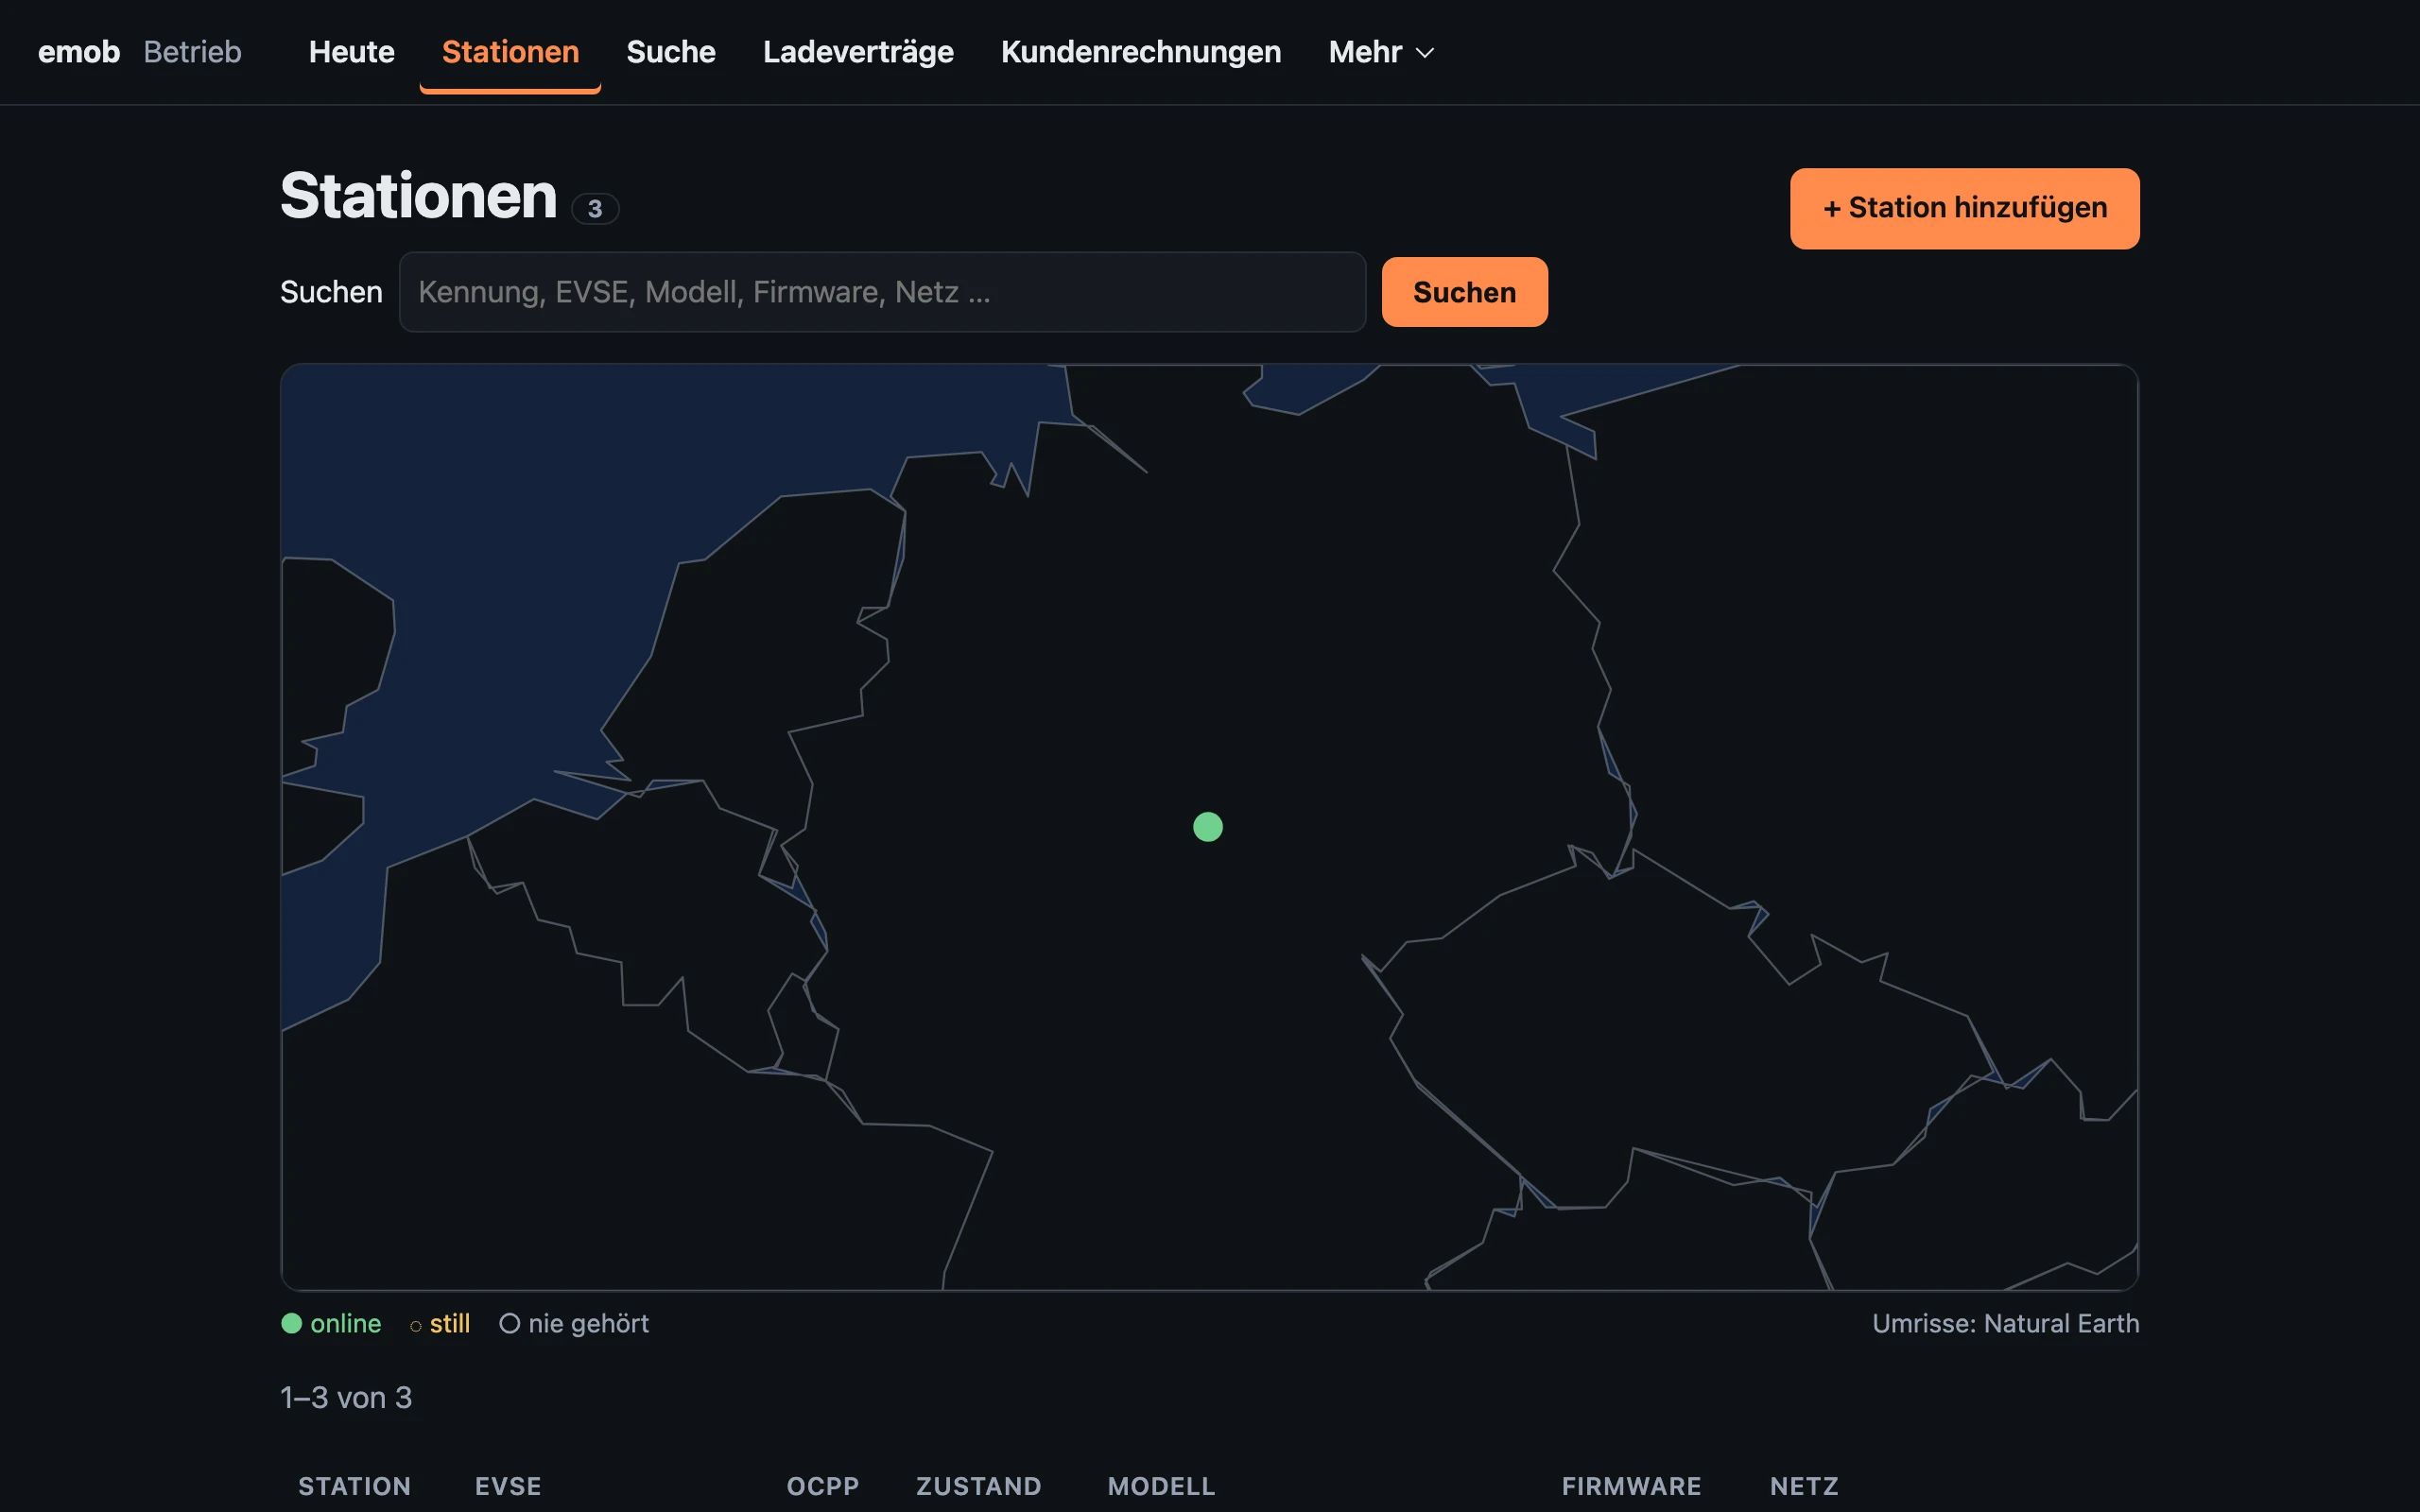 emob Betrieb Heute Stationen Suche Ladeverträge Kundenrechnungen Mehr
Stationen 3
+ Station hinzufügen
Suchen Kennung, EVSE, Modell, Firmware, Netz ... Suchen
online still nie gehört
Umrisse: Natural Earth
1–3 von 3
STATION EVSE OCPP ZUSTAND MODELL FIRMWARE NETZ